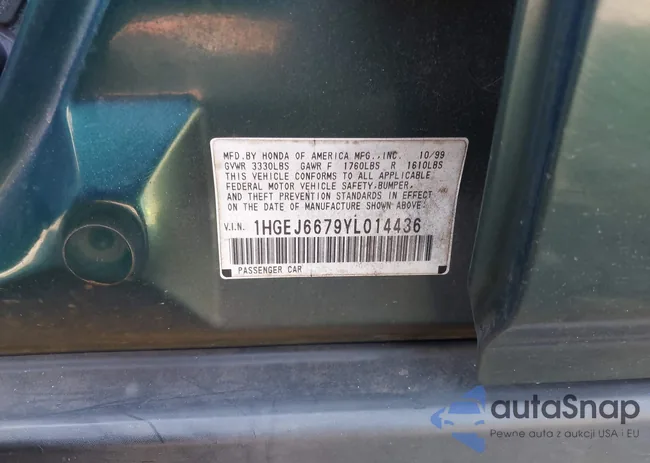 MFD.BY HONDA OF AMERICA MFG.,INC. 10/99
GVWR 3330LBS GAWR F 1760LBS R 1610LBS
THIS VEHICLE CONFORMS TO ALL APPLICABLE
FEDERAL MOTOR VEHICLE SAFETY,BUMPER,
AND THEFT PREVENTION STANDARDS IN EFFECT
ON THE DATE OF MANUFACTURE SHOWN ABOVE.
V.I.N. 1HGEJ6679YL014436
PASSENGER CAR
autaSnap
Pewne auta z aukcji USA i EU